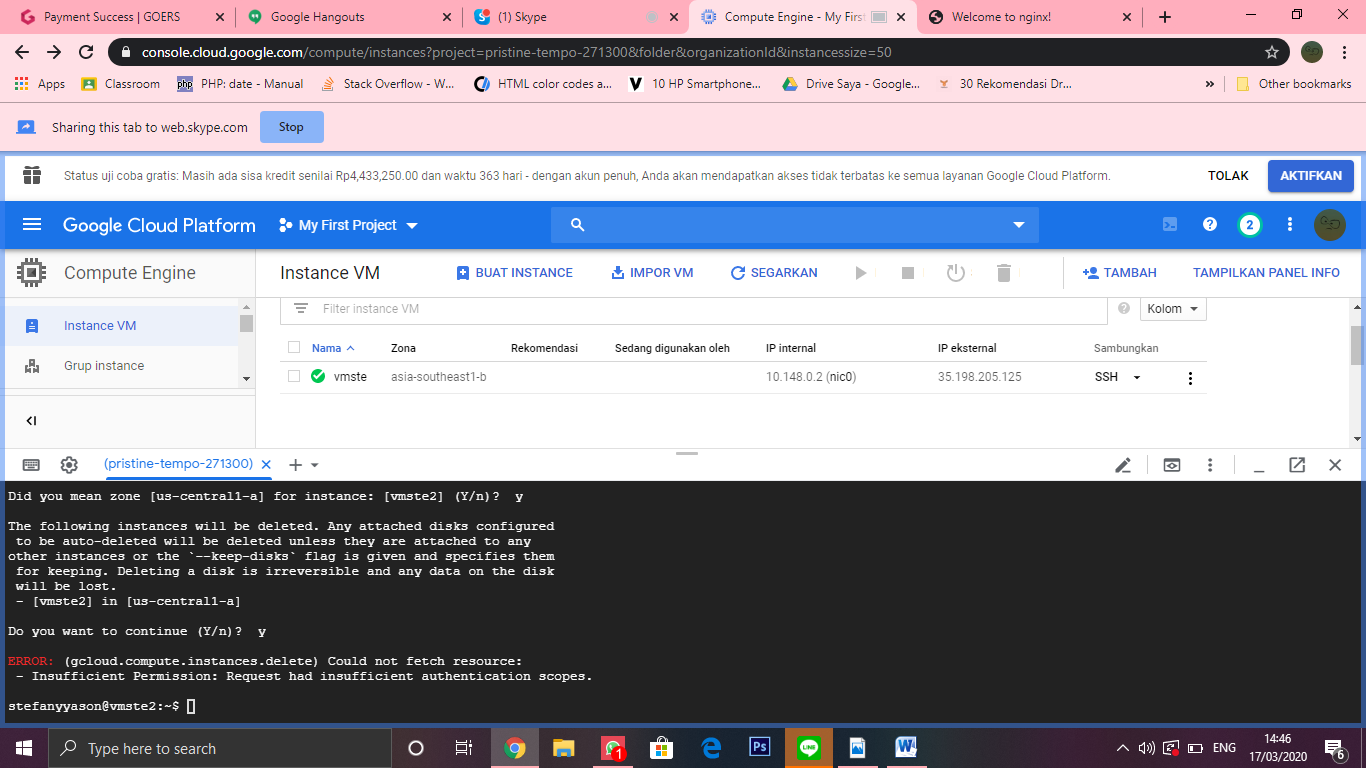 Payment Success | GOERS
Google Hangouts
(1) Skype
Compute Engine - My Firs
Welcome to nginx!
console.cloud.google.com/compute/instances?project=pristine-tempo-271300&folder&organizationId&instancessize=50
Apps
Classroom
php
PHP: date - Manual
Stack Overflow - W...
HTML color codes a...
10 HP Smartphone...
Drive Saya - Google...
30 Rekomendasi Dr...
»
Other bookmarks
Sharing this tab to web.skype.com
Stop
Status uji coba gratis: Masih ada sisa kredit senilai Rp4,433,250.00 dan waktu 363 hari - dengan akun penuh, Anda akan mendapatkan akses tidak terbatas ke semua layanan Google Cloud Platform.
TOLAK
AKTIFKAN
Google Cloud Platform
My First Project
2
Compute Engine
Instance VM
BUAT INSTANCE
IMPOR VM
SEGARKAN
TAMBAH
TAMPILKAN PANEL INFO
Instance VM
Grup instance
Filter instance VM
Kolom
Nama
Zona
Rekomendasi
Sedang digunakan oleh
IP internal
IP eksternal
Sambungkan
vmste
asia-southeast1-b
10.148.0.2 (nic0)
35.198.205.125
SSH
(pristine-tempo-271300)
Did you mean zone [us-central1-a] for instance: [vmste2] (Y/n)?  y
The following instances will be deleted. Any attached disks configured
to be auto-deleted will be deleted unless they are attached to any
other instances or the `--keep-disks` flag is given and specifies them
for keeping. Deleting a disk is irreversible and any data on the disk
will be lost.
- [vmste2] in [us-central1-a]
Do you want to continue (Y/n)?  y
ERROR: (gcloud.compute.instances.delete) Could not fetch resource:
- Insufficient Permission: Request had insufficient authentication scopes.
stefanyyason@vmste2:~$
Type here to search
1
Ps
LINE
W
ENG
14:46
17/03/2020
6